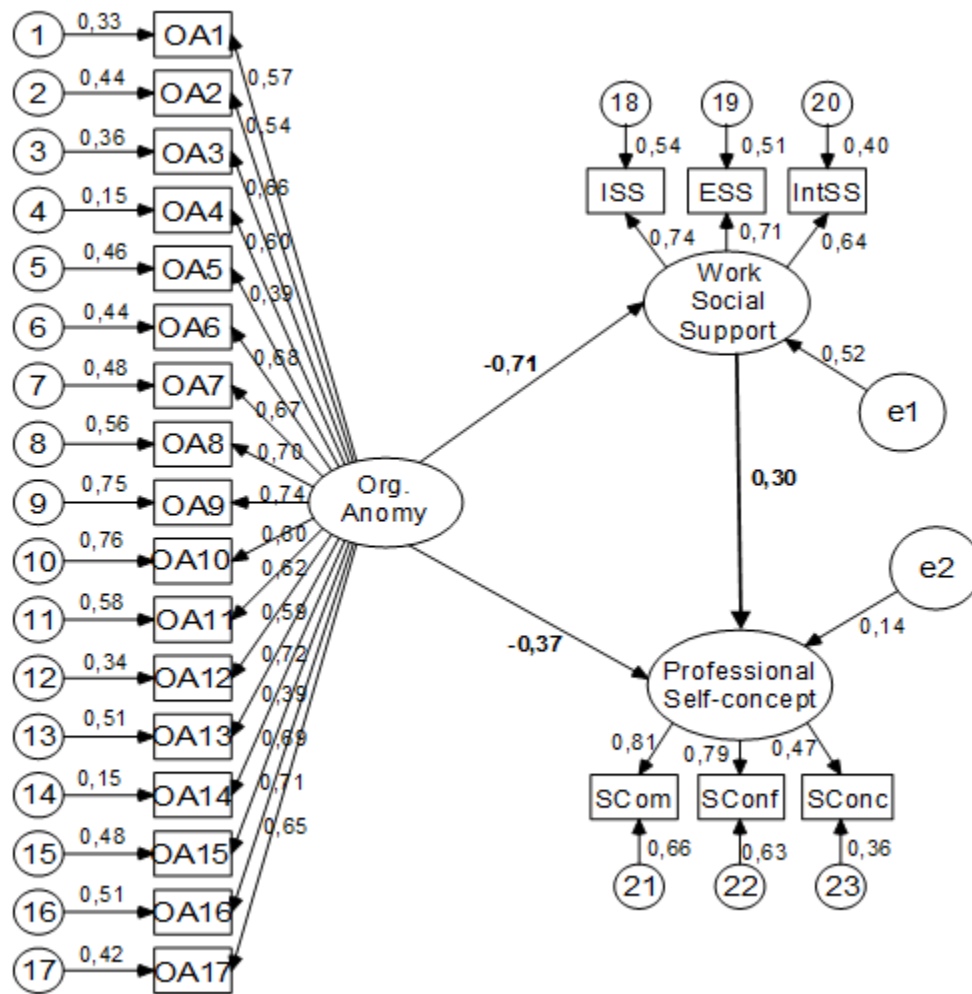 1 0,33 OA1
2 0,44 OA2
3 0,36 OA3
4 0,15 OA4
5 0,46 OA5
6 0,44 OA6
7 0,48 OA7
8 0,56 OA8
9 0,75 OA9
10 0,76 OA10
11 0,58 OA11
12 0,34 OA12
13 0,51 OA13
14 0,15 OA14
15 0,48 OA15
16 0,51 OA16
17 0,42 OA17
0,57
0,54
0,66
0,60
0,39
0,68
0,67
0,70
0,74
0,60
0,62
0,59
0,72
0,39
0,69
0,71
0,65
Org.
Anomy
-0,71
-0,37
18 19 20
0,54 0,51 0,40
ISS ESS IntSS
0,74 0,71 0,64
Work
Social
Support
0,52
e1
0,30
e2
0,14
Professional
Self-concept
0,81 0,79 0,47
SCom SConf SConc
0,66 0,63 0,36
21 22 23